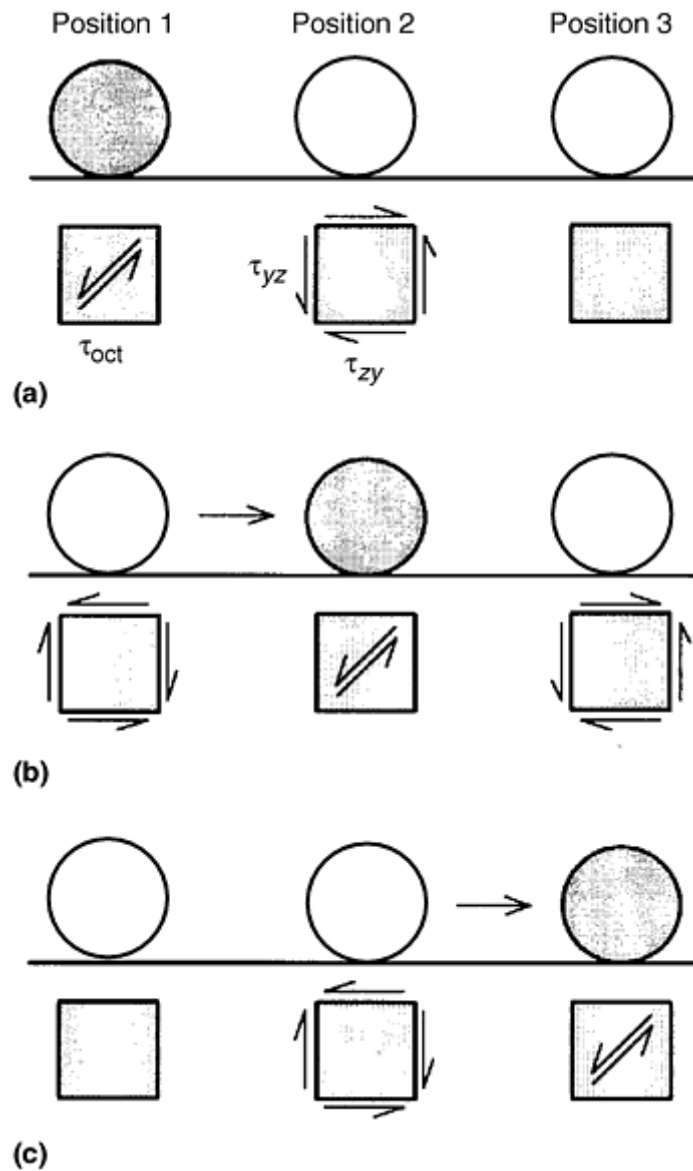 Position 1 Position 2 Position 3
τyz
τoct
τzy
(a)
(b)
(c)